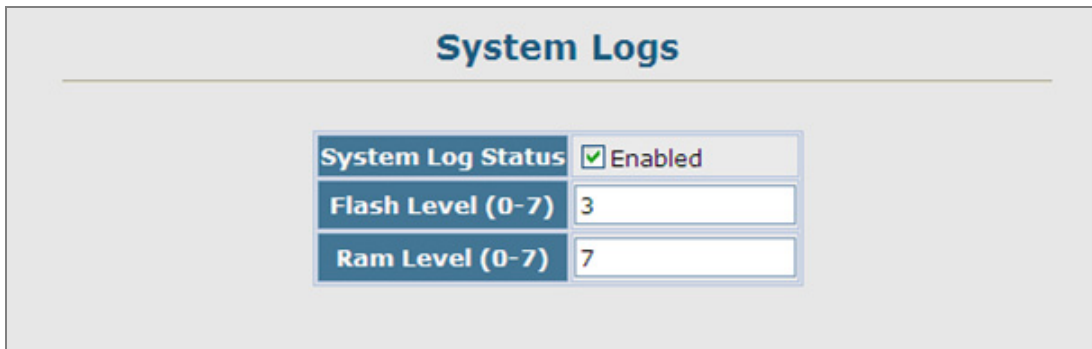 System Logs
System Log Status Enabled
Flash Level (0-7) 3
Ram Level (0-7) 7